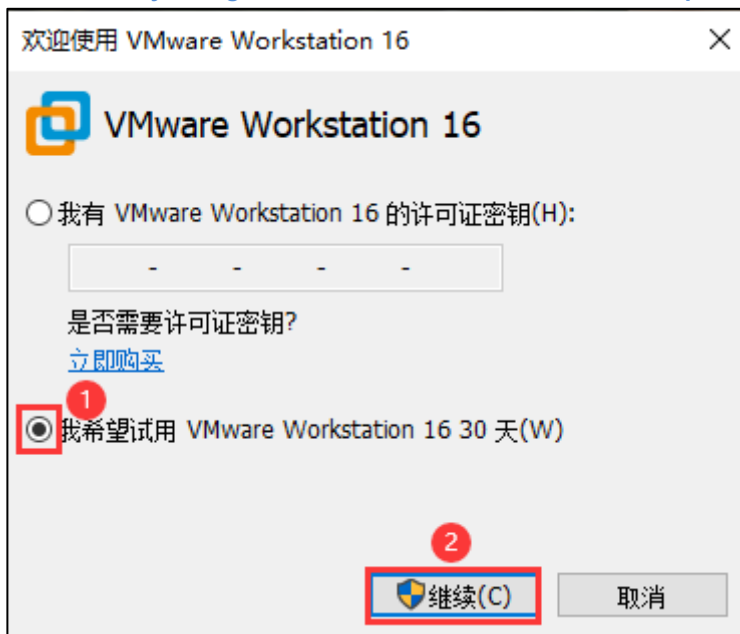 欢迎使用 VMware Workstation 16
VMware Workstation 16
我有 VMware Workstation 16 的许可证密钥(H):
- - - -
是否需要许可证密钥?
立即购买
1
我希望试用 VMware Workstation 16 30 天(W)
2
继续(C) 取消